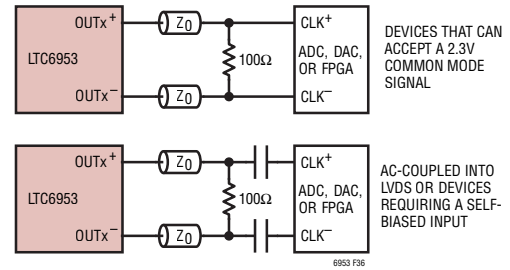 OUTx+
Z0
CLK+
LTC6953
100Ω
ADC, DAC,
OR FPGA
OUTx–
Z0
CLK–
DEVICES THAT CAN
ACCEPT A 2.3V
COMMON MODE
SIGNAL
OUTx+
Z0
CLK+
LTC6953
100Ω
ADC, DAC,
OR FPGA
OUTx–
Z0
CLK–
AC-COUPLED INTO
LVDS OR DEVICES
REQUIRING A SELF-
BIASED INPUT
6953 F36